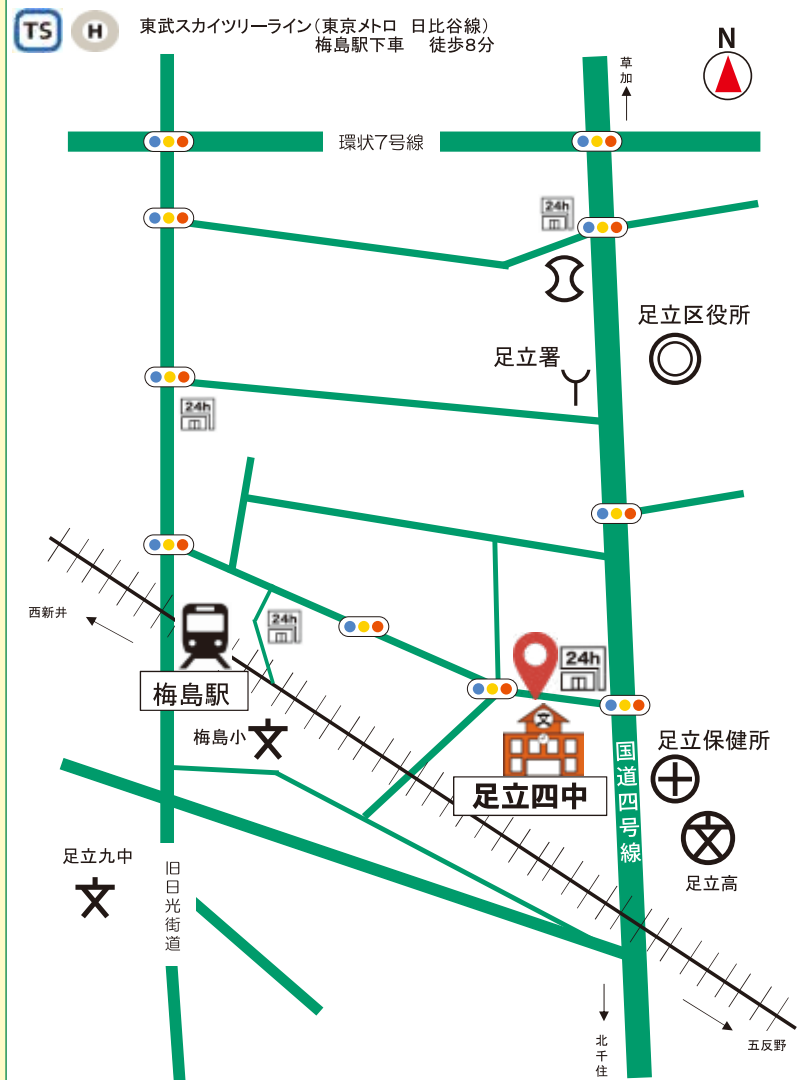 TS H 東武スカイツリーライン(東京メトロ 日比谷線)
梅島駅下車 徒歩8分
N
草加
環状7号線
24h
足立区役所
足立署
24h
西新井
24h
24h
梅島駅
梅島小
足立保健所
足立四中
国道四号線
足立九中
足立高
旧日光街道
北千住
五反野